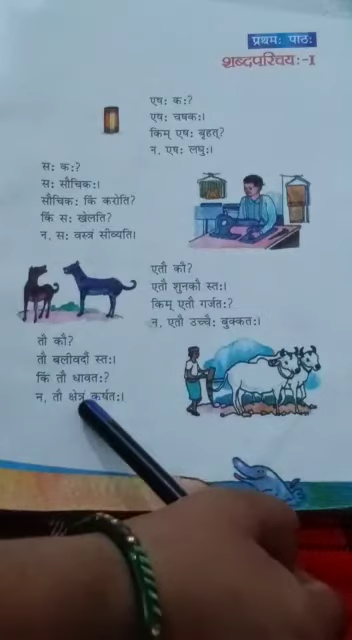 प्रथमः पाठः
शब्दपरिचयः-I
एषः कः?
एषः चषकः।
किम् एषः बृहत्?
न, एषः लघुः।
सः कः?
सः सौचिकः।
सौचिकः किं करोति?
किं सः खेलति?
न, सः वस्त्रं सीव्यति।
एतौ कौ?
एतौ शुनकौ स्तः।
किम् एतौ गर्जतः?
न, एतौ उच्चैः बुक्कतः।
तौ कौ?
तौ बलीवर्दौ स्तः।
किं तौ धावतः?
न, तौ क्षेत्रं कर्षतः।